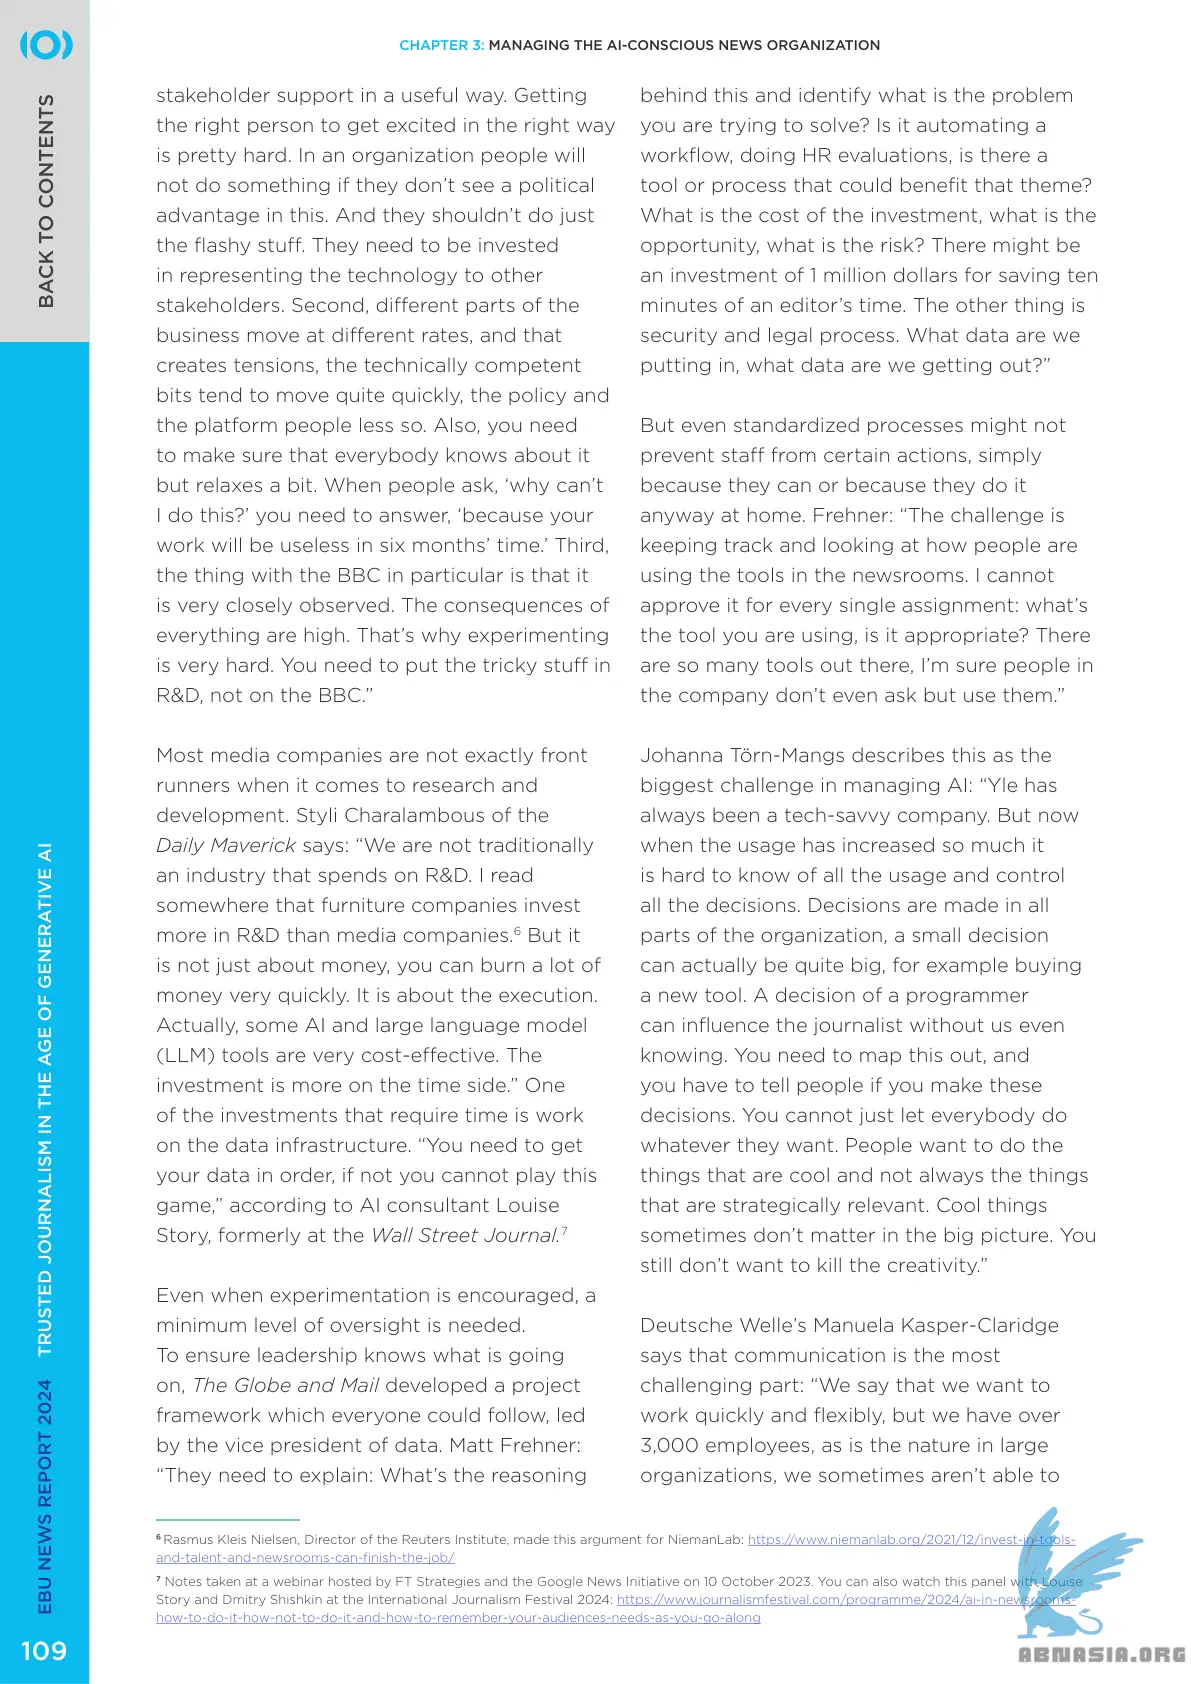 CHAPTER 3: MANAGING THE AI-CONSCIOUS NEWS ORGANIZATION
BACK TO CONTENTS
stakeholder support in a useful way. Getting
the right person to get excited in the right way
is pretty hard. In an organization people will
not do something if they don’t see a political
advantage in this. And they shouldn’t do just
the flashy stuff. They need to be invested
in representing the technology to other
stakeholders. Second, different parts of the
business move at different rates, and that
creates tensions, the technically competent
bits tend to move quite quickly, the policy and
the platform people less so. Also, you need
to make sure that everybody knows about it
but relaxes a bit. When people ask, ‘why can’t
I do this?’ you need to answer, ‘because your
work will be useless in six months’ time.’ Third,
the thing with the BBC in particular is that it
is very closely observed. The consequences of
everything are high. That’s why experimenting
is very hard. You need to put the tricky stuff in
R&D, not on the BBC.”
Most media companies are not exactly front
runners when it comes to research and
development. Styli Charalambous of the
Daily Maverick says: “We are not traditionally
an industry that spends on R&D. I read
somewhere that furniture companies invest
more in R&D than media companies.6 But it
is not just about money, you can burn a lot of
money very quickly. It is about the execution.
Actually, some AI and large language model
(LLM) tools are very cost-effective. The
investment is more on the time side.” One
of the investments that require time is work
on the data infrastructure. “You need to get
your data in order, if not you cannot play this
game,” according to AI consultant Louise
Story, formerly at the Wall Street Journal.7
Even when experimentation is encouraged, a
minimum level of oversight is needed.
To ensure leadership knows what is going
on, The Globe and Mail developed a project
framework which everyone could follow, led
by the vice president of data. Matt Frehner:
“They need to explain: What’s the reasoning
behind this and identify what is the problem
you are trying to solve? Is it automating a
workflow, doing HR evaluations, is there a
tool or process that could benefit that theme?
What is the cost of the investment, what is the
opportunity, what is the risk? There might be
an investment of 1 million dollars for saving ten
minutes of an editor’s time. The other thing is
security and legal process. What data are we
putting in, what data are we getting out?”
But even standardized processes might not
prevent staff from certain actions, simply
because they can or because they do it
anyway at home. Frehner: “The challenge is
keeping track and looking at how people are
using the tools in the newsrooms. I cannot
approve it for every single assignment: what’s
the tool you are using, is it appropriate? There
are so many tools out there, I’m sure people in
the company don’t even ask but use them.”
Johanna Törn-Mangs describes this as the
biggest challenge in managing AI: “Yle has
always been a tech-savvy company. But now
when the usage has increased so much it
is hard to know of all the usage and control
all the decisions. Decisions are made in all
parts of the organization, a small decision
can actually be quite big, for example buying
a new tool. A decision of a programmer
can influence the journalist without us even
knowing. You need to map this out, and
you have to tell people if you make these
decisions. You cannot just let everybody do
whatever they want. People want to do the
things that are cool and not always the things
that are strategically relevant. Cool things
sometimes don’t matter in the big picture. You
still don’t want to kill the creativity.”
Deutsche Welle’s Manuela Kasper-Claridge
says that communication is the most
challenging part: “We say that we want to
work quickly and flexibly, but we have over
3,000 employees, as is the nature in large
organizations, we sometimes aren’t able to
6 Rasmus Kleis Nielsen, Director of the Reuters Institute, made this argument for NiemanLab: https://www.niemanlab.org/2021/12/invest-in-tools-
and-talent-and-newsrooms-can-finish-the-job/
7 Notes taken at a webinar hosted by FT Strategies and the Google News Initiative on 10 October 2023. You can also watch this panel with Louise
Story and Dmitry Shishkin at the International Journalism Festival 2024: https://www.journalismfestival.com/programme/2024/ai-in-newsrooms-
how-to-do-it-how-not-to-do-it-and-how-to-remember-your-audiences-needs-as-you-go-along
EBU NEWS REPORT 2024 TRUSTED JOURNALISM IN THE AGE OF GENERATIVE AI
109
ABNASIA.ORG